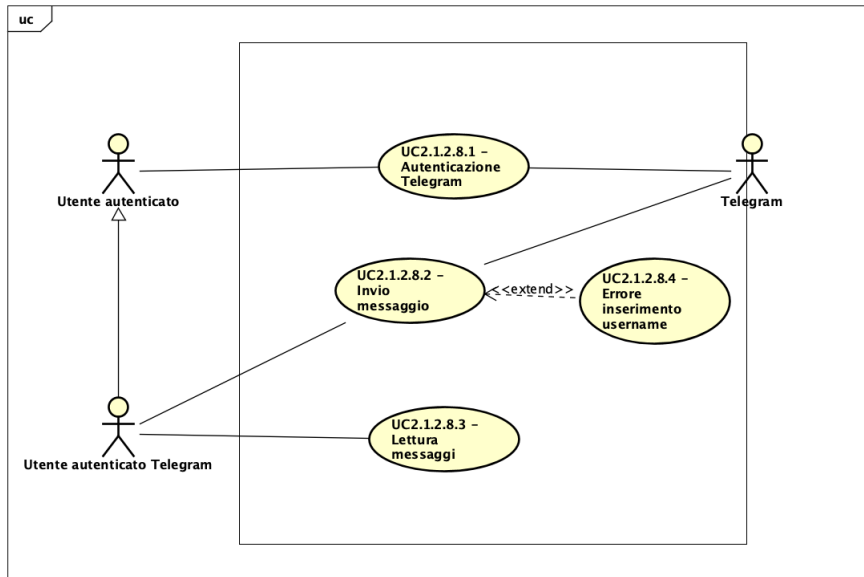 uc
UC2.1.2.8.1 –
Autenticazione
Telegram
Utente autenticato
Telegram
UC2.1.2.8.2 –
Invio
messaggio
<<extend>>
UC2.1.2.8.4 –
Errore
inserimento
username
UC2.1.2.8.3 –
Lettura
messaggi
Utente autenticato Telegram